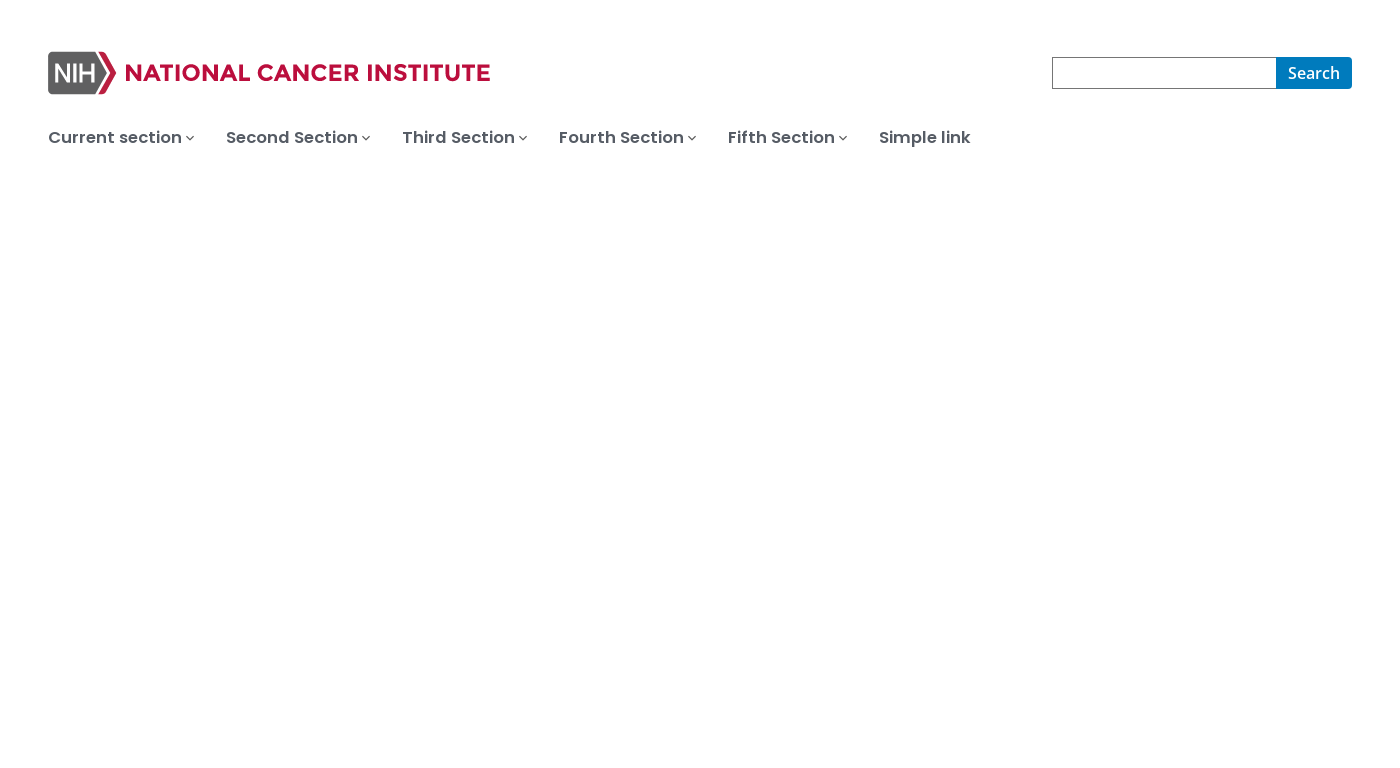 NIH NATIONAL CANCER INSTITUTE
Search
Current section Second Section Third Section Fourth Section Fifth Section Simple link